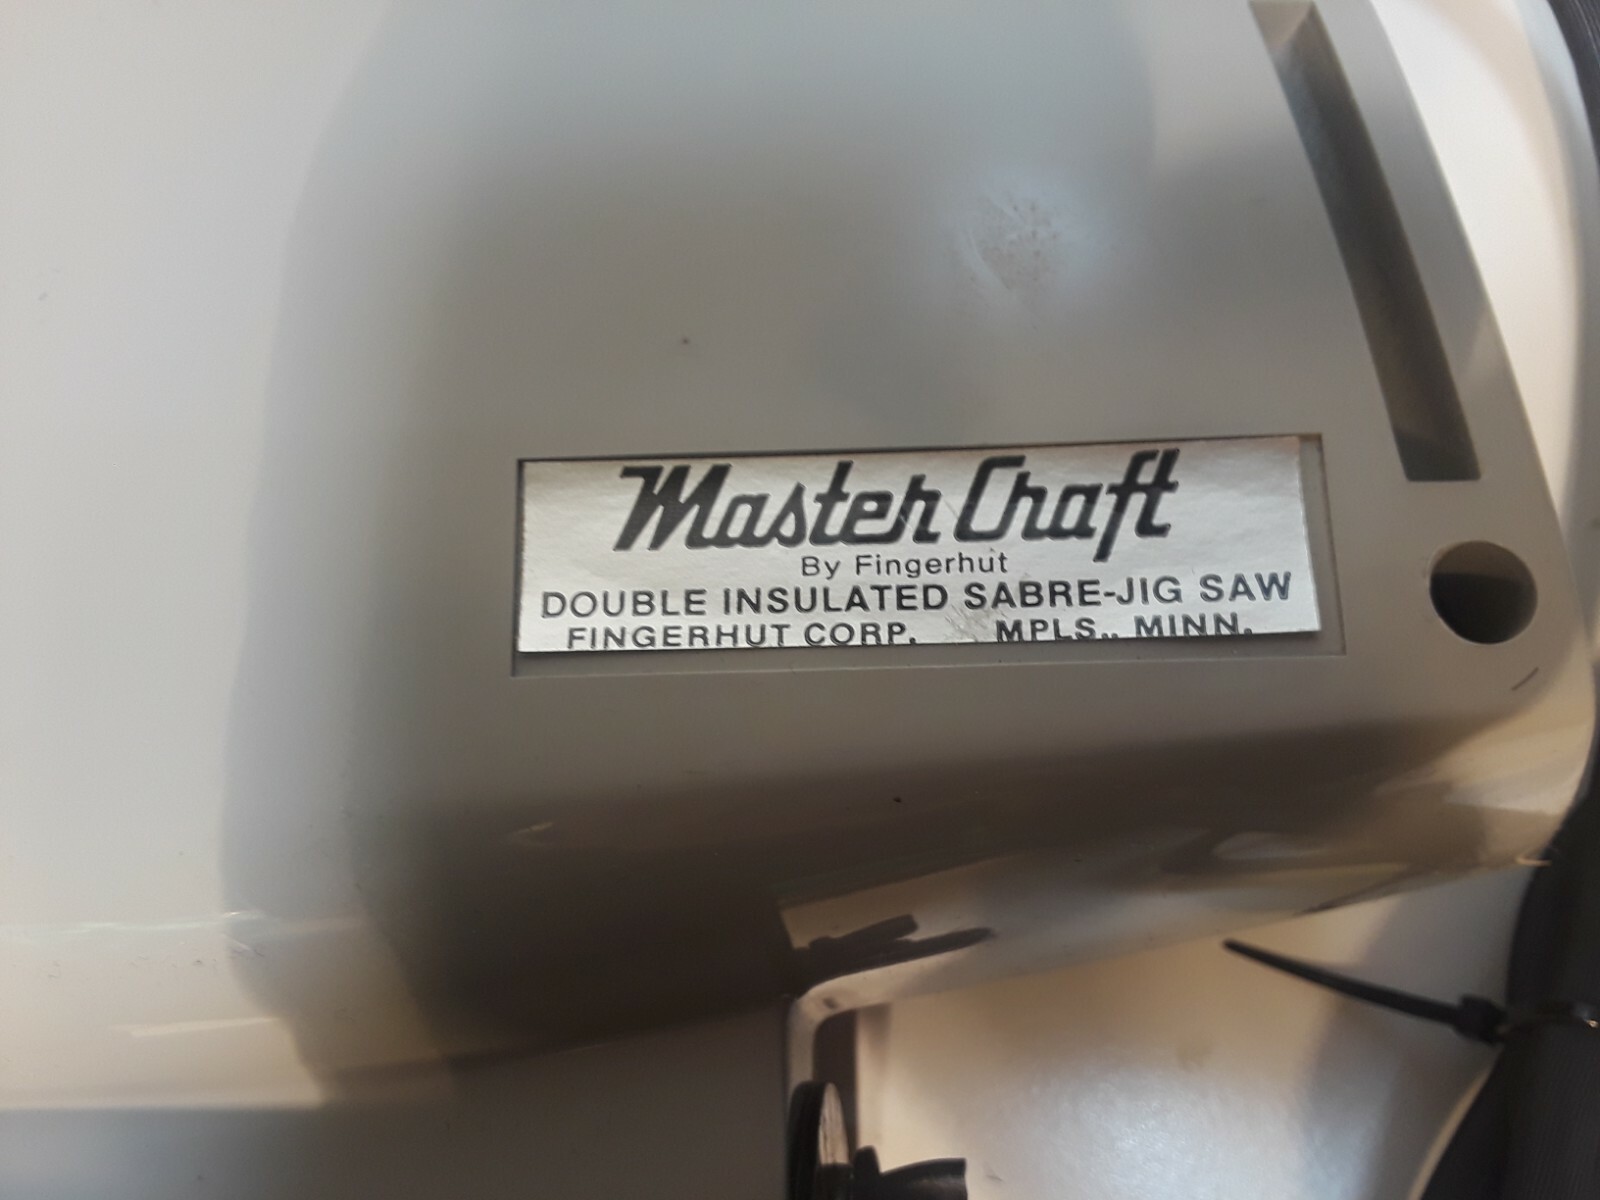 Master Craft
By Fingerhut
DOUBLE INSULATED SABRE-JIG SAW
FINGERHUT CORP. MPLS., MINN.